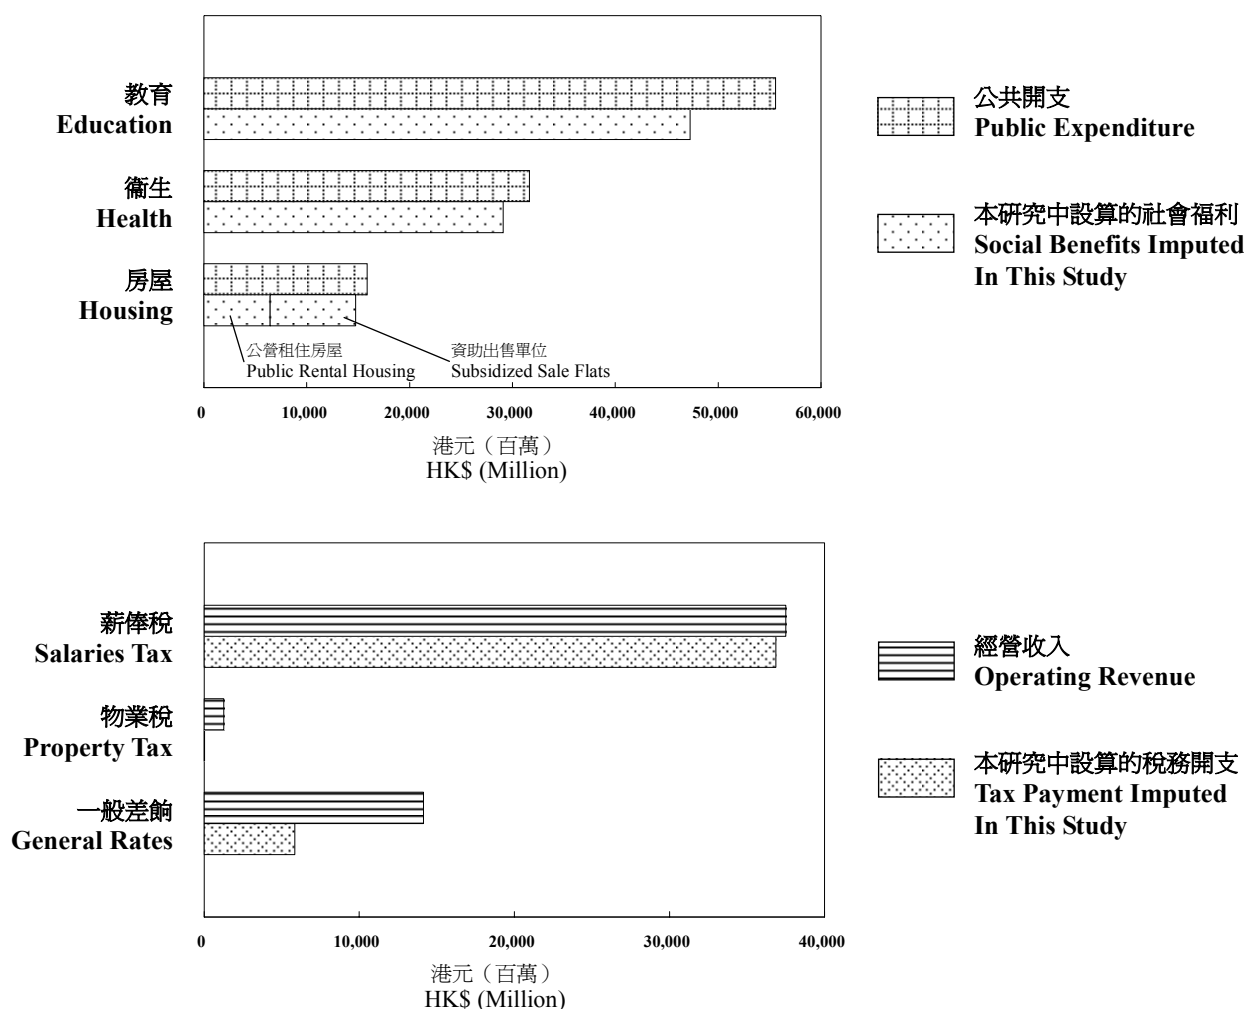 教育
Education
衞生
Health
房屋
Housing
公營租住房屋
Public Rental Housing
資助出售單位
Subsidized Sale Flats
0
10,000
20,000
30,000
40,000
50,000
60,000
港元（百萬）
HK$ (Million)
公共開支
Public Expenditure
本研究中設算的社會福利
Social Benefits Imputed
In This Study
薪俸稅
Salaries Tax
物業稅
Property Tax
一般差餉
General Rates
0
10,000
20,000
30,000
40,000
港元（百萬）
HK$ (Million)
經營收入
Operating Revenue
本研究中設算的稅務開支
Tax Payment Imputed
In This Study